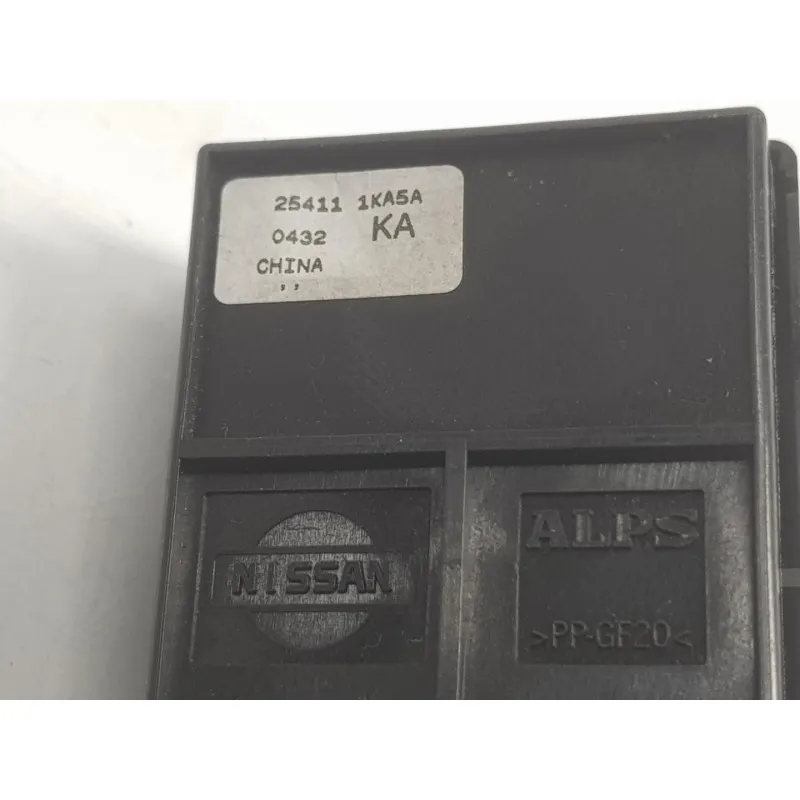 25411 1KA5A
0432 KA
CHINA
,,
NISSAN
ALPS
>PP-GF20<